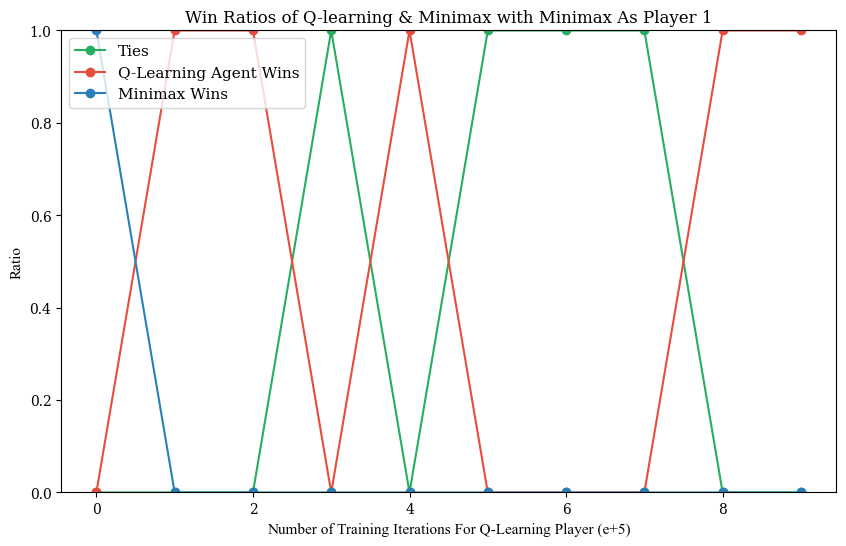 Win Ratios of Q-learning & Minimax with Minimax As Player 1
Ties
Q-Learning Agent Wins
Minimax Wins
1.0
0.8
0.6
0.4
0.2
0.0
Ratio
0
2
4
6
8
Number of Training Iterations For Q-Learning Player (e+5)